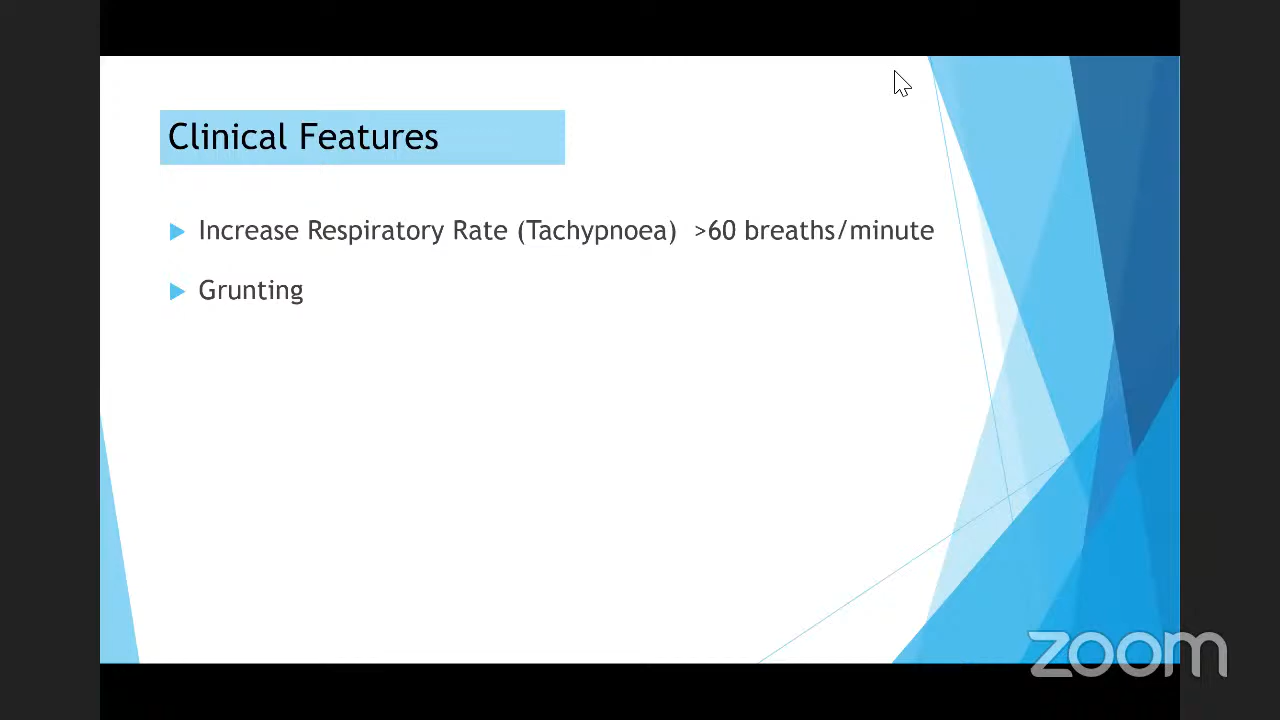 Clinical Features
Increase Respiratory Rate (Tachypnoea) >60 breaths/minute
Grunting
zoom